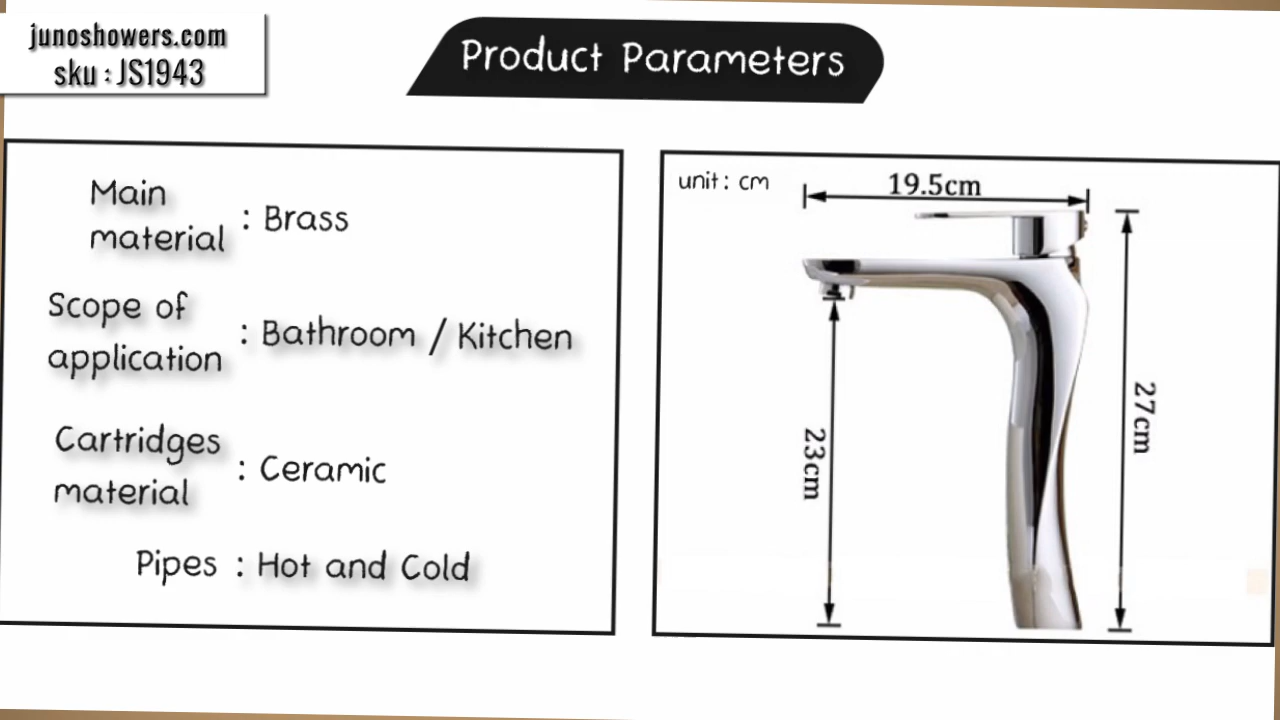 junoshowers.com
sku : JS1943
Product Parameters
Main
material : Brass
Scope of
application : Bathroom / Kitchen
Cartridges
material : Ceramic
Pipes : Hot and Cold
unit : cm
19.5cm
27cm
23cm